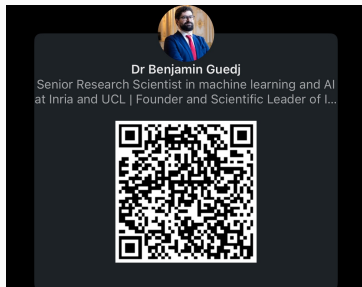 Dr Benjamin Guedj
Senior Research Scientist in machine learning and AI
at Inria and UCL | Founder and Scientific Leader of I...